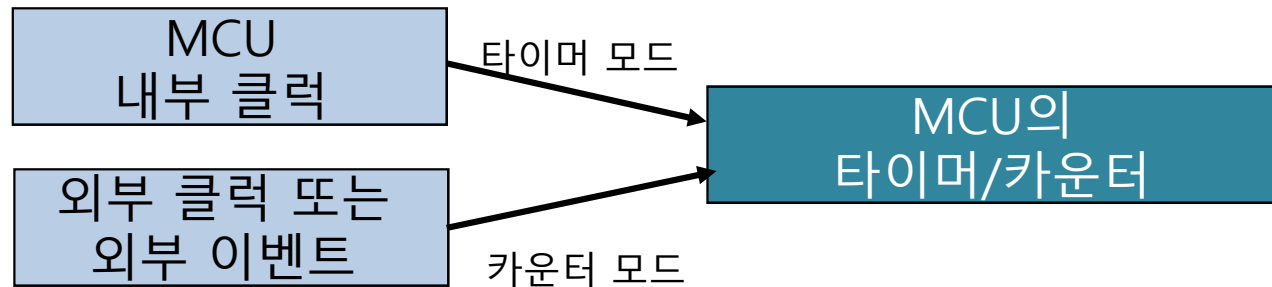 MCU
내부 클럭
타이머 모드
MCU의
타이머/카운터
외부 클럭 또는
외부 이벤트
카운터 모드